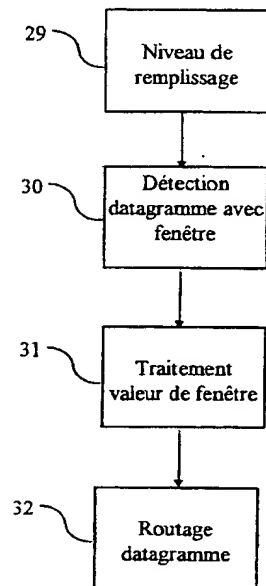 29
Niveau de
remplissage
30
Détection
datagramme avec
fenêtre
31
Traitement
valeur de fenêtre
32
Routage
datagramme